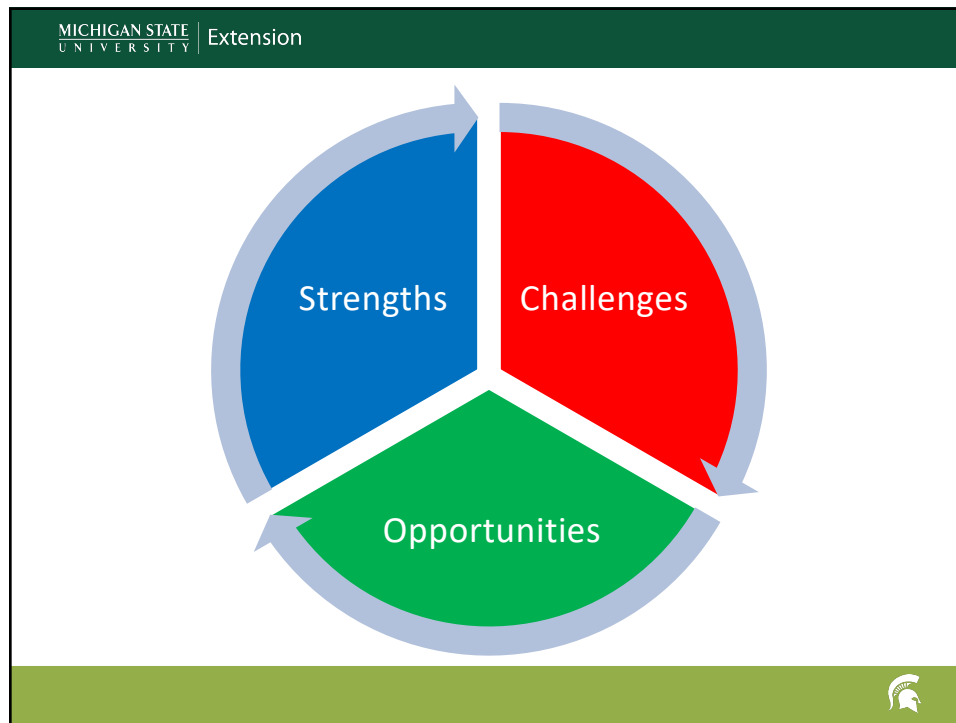 MICHIGAN STATE
UNIVERSITY
Extension
Strengths
Challenges
Opportunities